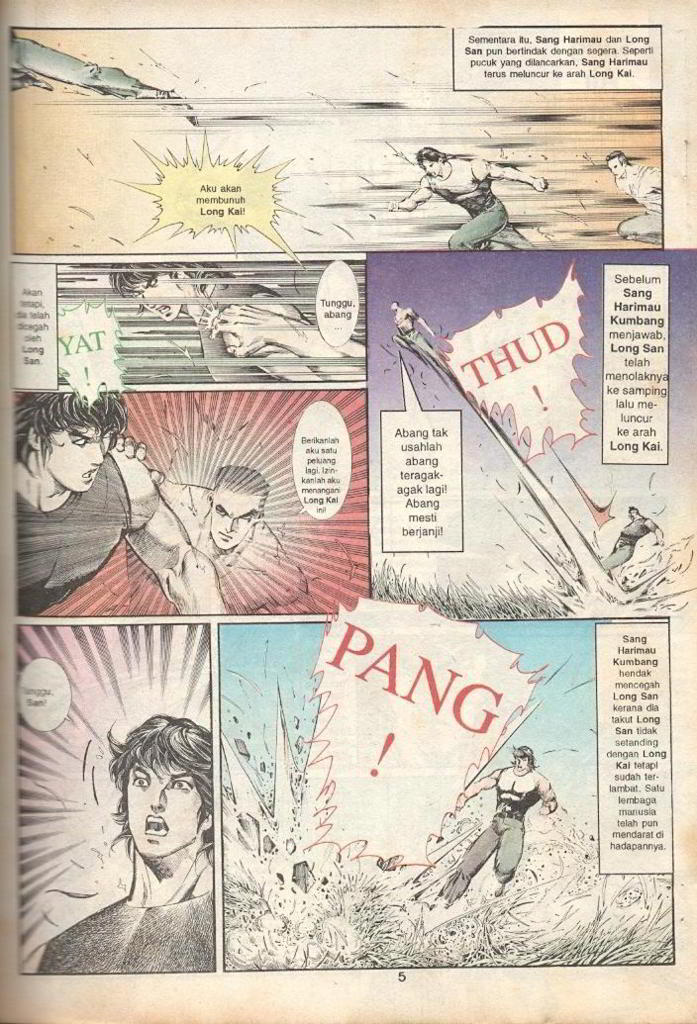 Sementara itu, Sang Harimau dan Long
San pun bertindak dengan segera. Seperti
pucuk yang dilancarkan, Sang Harimau
terus meluncur ke arah Long Kai.
Aku akan
membunuh
Long Kai!
Akan
tetapi,
dia telah
dicegah
oleh
Long
San.
YAT
!
Tunggu,
abang
...
Berikanlah
aku satu
peluang
lagi. Izin-
kanlah aku
menangani
Long Kai
ini!
THUD
!
Sebelum
Sang
Harimau
Kumbang
menjawab,
Long San
telah
menolaknya
ke samping
lalu me-
luncur
ke arah
Long Kai.
Abang tak
usahlah
abang
teragak-
agak lagi!
Abang
mesti
berjanji!
Tunggu,
San!
PANG
!
Sang
Harimau
Kumbang
hendak
mencegah
Long San
kerana dia
takut Long
San tidak
setanding
dengan Long
Kai tetapi
sudah ter-
lambat. Satu
lembaga
manusia
telah pun
mendarat di
hadapannya.
5